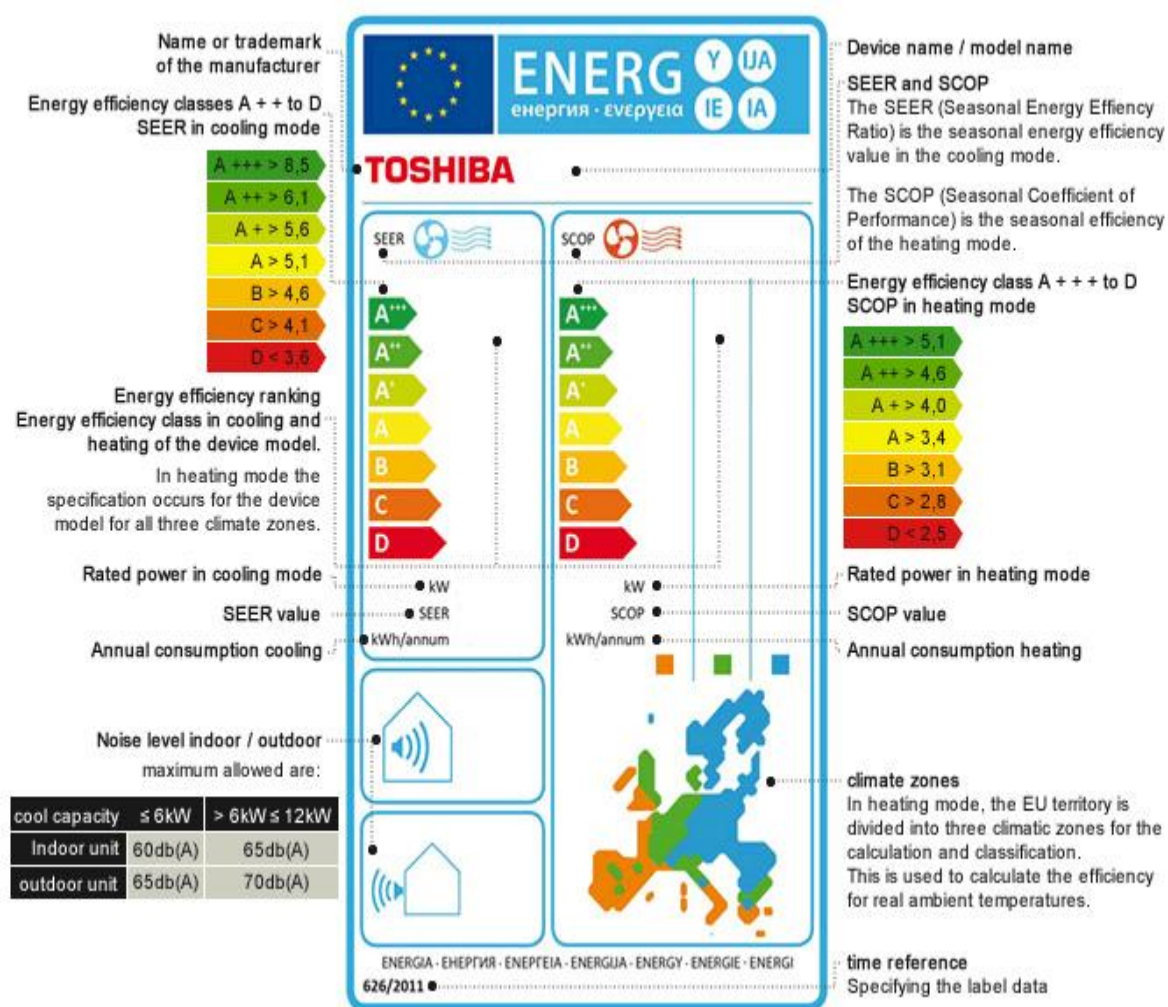 Name or trademark
of the manufacturer
Energy efficiency classes A + + to D
SEER in cooling mode
A +++ > 8,5
A ++ > 6,1
A + > 5,6
A > 5,1
B > 4,6
C > 4,1
D < 3,6
Energy efficiency ranking
Energy efficiency class in cooling and
heating of the device model.
In heating mode the
specification occurs for the device
model for all three climate zones.
Rated power in cooling mode
SEER value
Annual consumption cooling
Noise level indoor / outdoor
maximum allowed are:
cool capacity ≤ 6kW > 6kW ≤ 12kW
Indoor unit 60db(A) 65db(A)
outdoor unit 65db(A) 70db(A)
ENERG Y IJA
енергия · ενεργεια IE IA
TOSHIBA
SEER
A+++
A++
A+
A
B
C
D
kW
SEER
kWh/annum
SCOP
A+++
A++
A+
A
B
C
D
kW
SCOP
kWh/annum
ENERGIA · ЕНЕРГИЯ · ΕΝΕΡΓΕΙΑ · ENERGIJA · ENERGY · ENERGIE · ENERGI
626/2011
Device name / model name
SEER and SCOP
The SEER (Seasonal Energy Effiency
Ratio) is the seasonal energy efficiency
value in the cooling mode.
The SCOP (Seasonal Coefficient of
Performance) is the seasonal efficiency
of the heating mode.
Energy efficiency class A + + + to D
SCOP in heating mode
A +++ > 5,1
A ++ > 4,6
A + > 4,0
A > 3,4
B > 3,1
C > 2,8
D < 2,5
Rated power in heating mode
SCOP value
Annual consumption heating
climate zones
In heating mode, the EU territory is
divided into three climatic zones for the
calculation and classification.
This is used to calculate the efficiency
for real ambient temperatures.
time reference
Specifying the label data